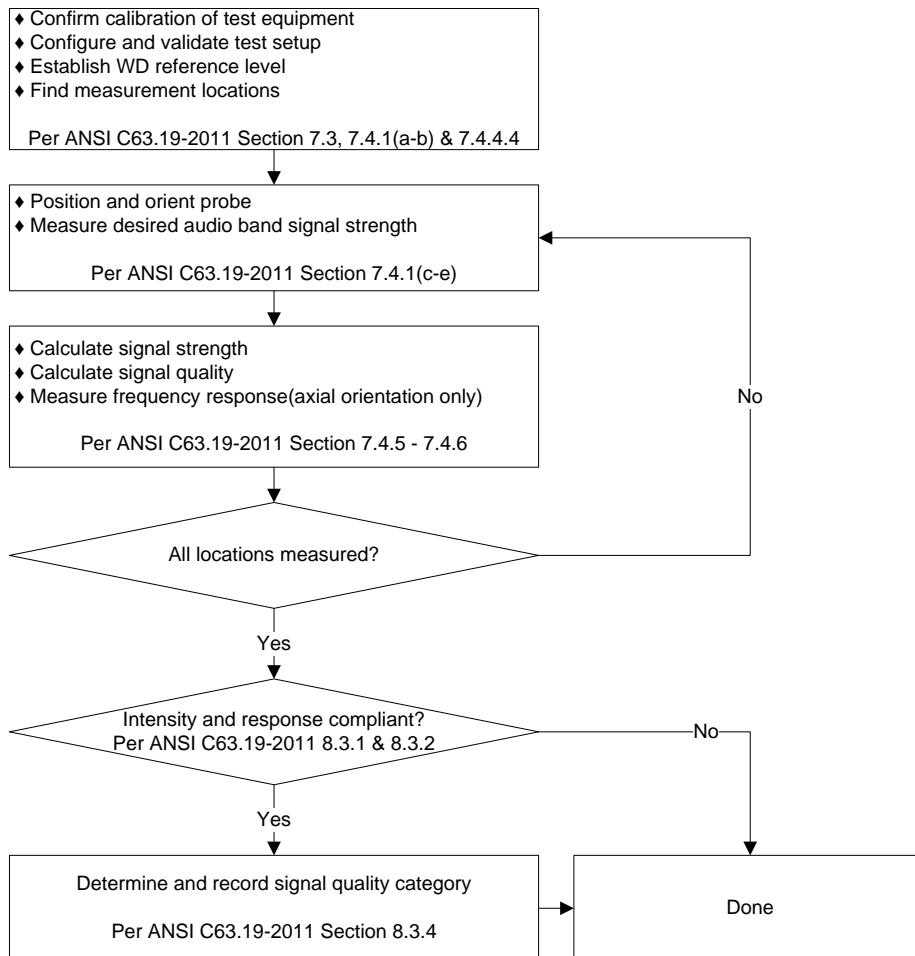 ♦ Confirm calibration of test equipment
♦ Configure and validate test setup
♦ Establish WD reference level
♦ Find measurement locations
Per ANSI C63.19-2011 Section 7.3, 7.4.1(a-b) & 7.4.4.4
♦ Position and orient probe
♦ Measure desired audio band signal strength
Per ANSI C63.19-2011 Section 7.4.1(c-e)
♦ Calculate signal strength
♦ Calculate signal quality
♦ Measure frequency response(axial orientation only)
Per ANSI C63.19-2011 Section 7.4.5 - 7.4.6
No
All locations measured?
Yes
Intensity and response compliant?
Per ANSI C63.19-2011 8.3.1 & 8.3.2
No
Yes
Determine and record signal quality category
Per ANSI C63.19-2011 Section 8.3.4
Done